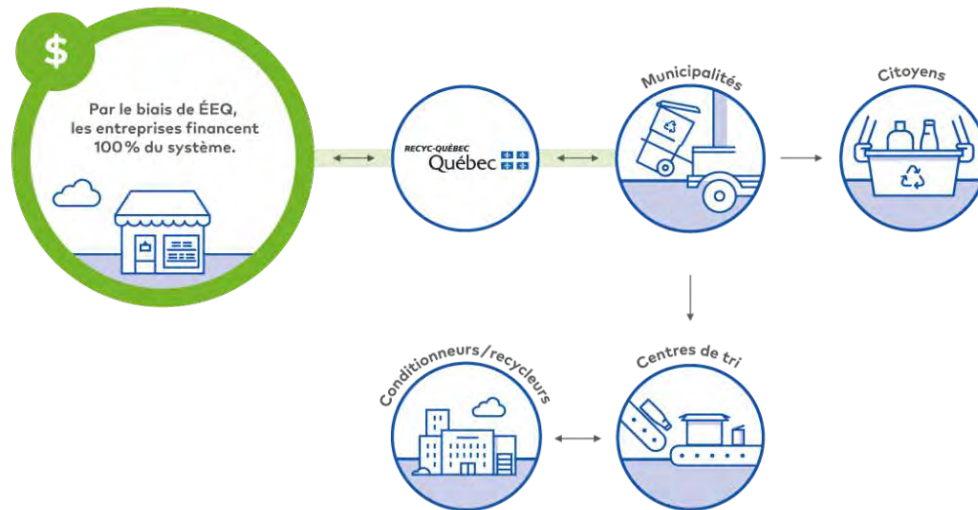 $
Par le biais de ÉEQ,
les entreprises financent
100 % du système.
RECYC-QUÉBEC
Québec
Municipalités
Citoyens
Conditionneurs/recycleurs
Centres de tri